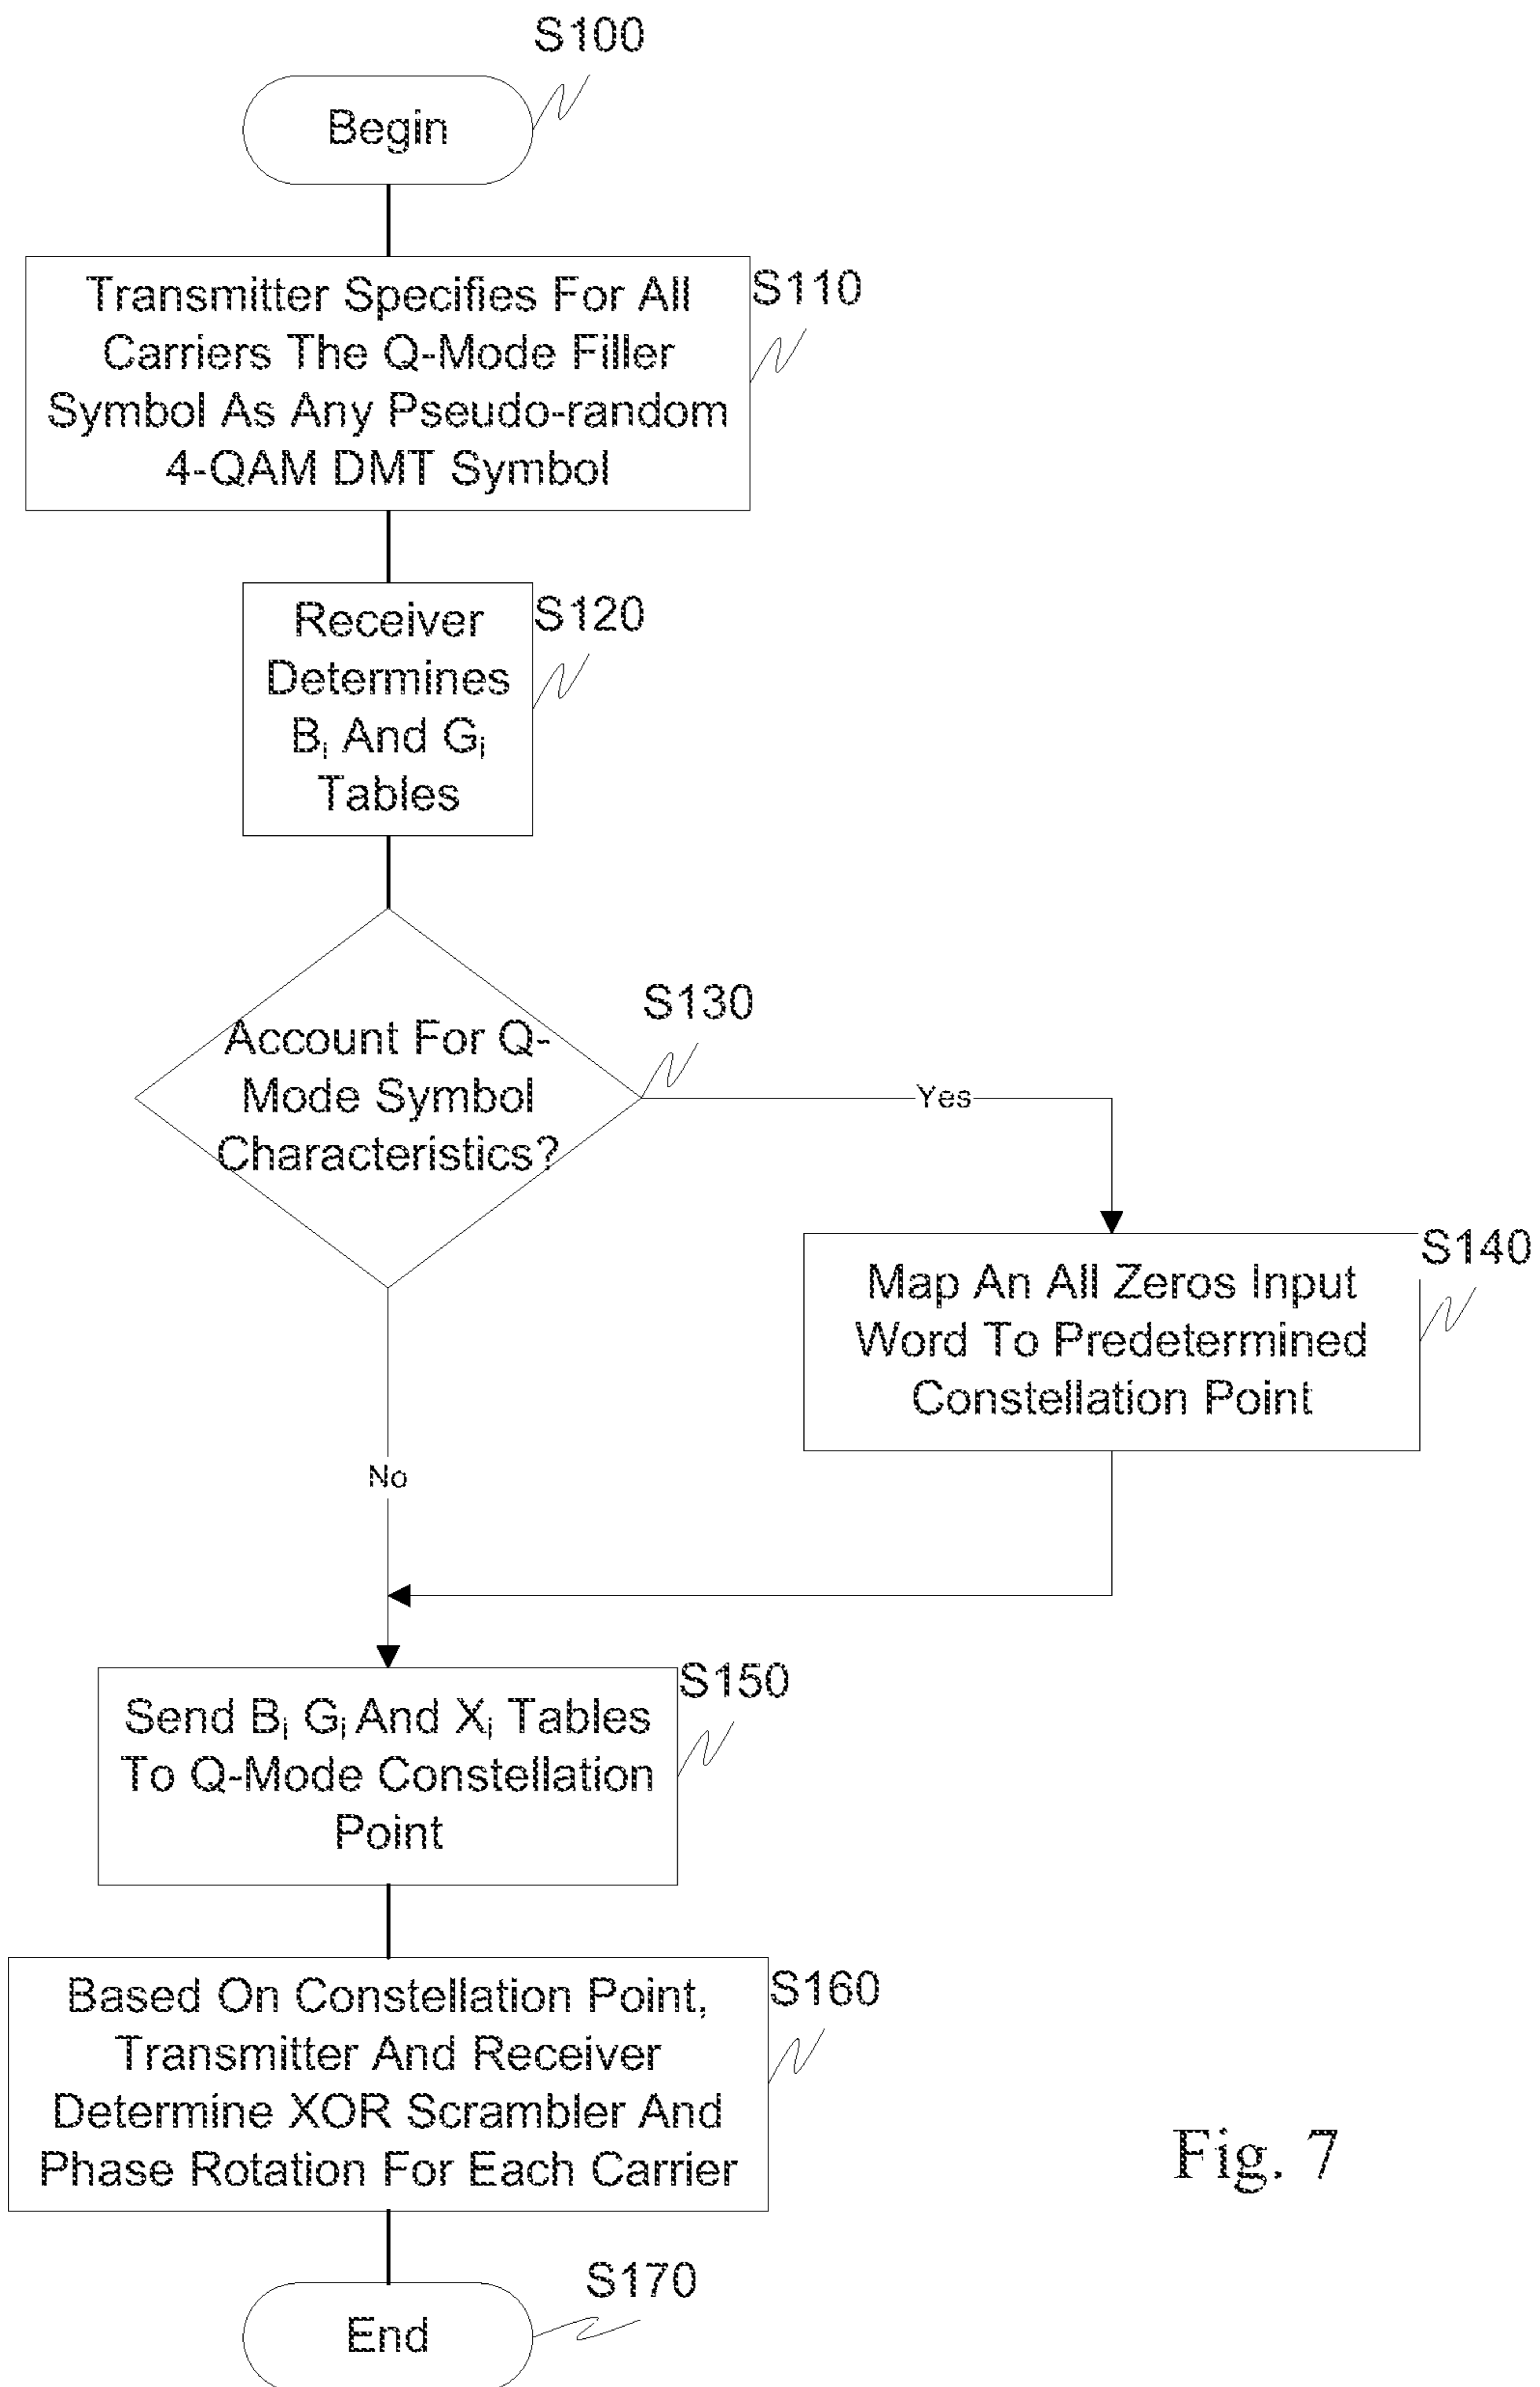 S100
Begin
Transmitter Specifies For All
Carriers The Q-Mode Filler
Symbol As Any Pseudo-random
4-QAM DMT Symbol
S110
Receiver
Determines
Bi And Gi
Tables
S120
Account For Q-
Mode Symbol
Characteristics?
S130
Yes
Map An All Zeros Input
Word To Predetermined
Constellation Point
S140
No
Send Bi Gi And Xi Tables
To Q-Mode Constellation
Point
S150
Based On Constellation Point,
Transmitter And Receiver
Determine XOR Scrambler And
Phase Rotation For Each Carrier
S160
End
S170
Fig. 7